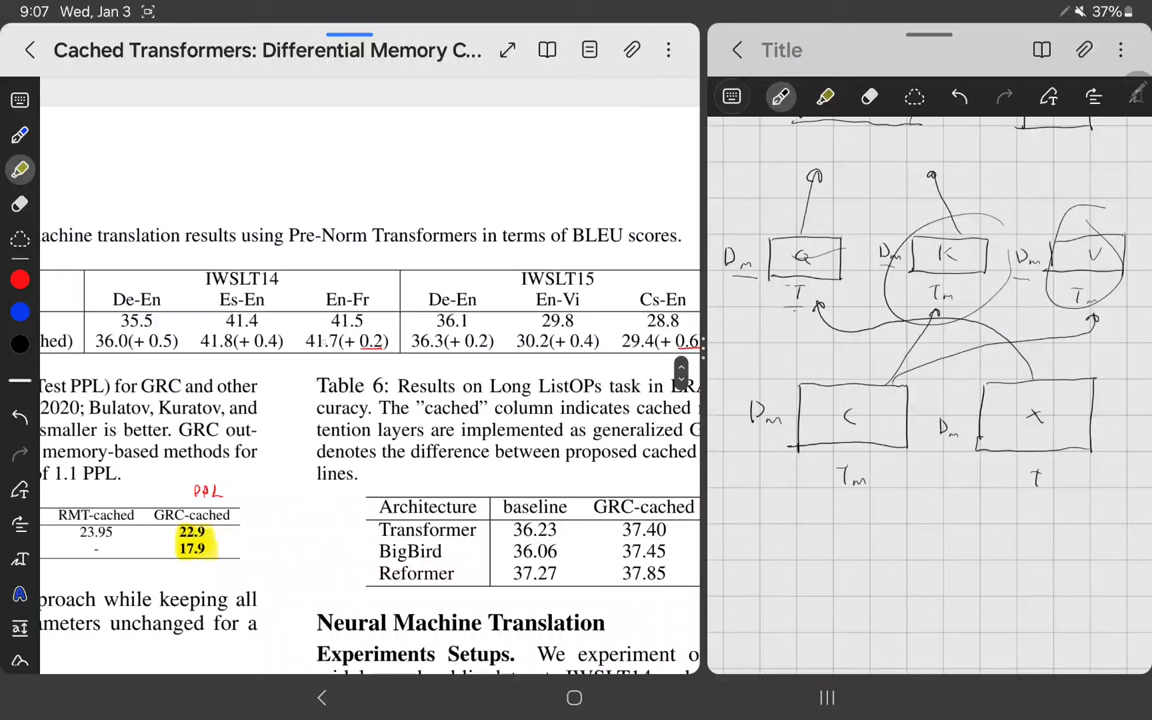 9:07 Wed, Jan 3
37%
Cached Transformers: Differential Memory C...
achine translation results using Pre-Norm Transformers in terms of BLEU scores.
IWSLT14 IWSLT15
De-En Es-En En-Fr De-En En-Vi Cs-En
35.5 41.4 41.5 36.1 29.8 28.8
hed) 36.0(+ 0.5) 41.8(+ 0.4) 41.7(+ 0.2) 36.3(+ 0.2) 30.2(+ 0.4) 29.4(+ 0.6
Test PPL) for GRC and other
2020; Bulatov, Kuratov, and
smaller is better. GRC out-
memory-based methods for
of 1.1 PPL.
PPL
RMT-cached GRC-cached
23.95 22.9
- 17.9
proach while keeping all
ameters unchanged for a
Table 6: Results on Long ListOPs task in LRA
curacy. The ”cached” column indicates cached
tention layers are implemented as generalized G
denotes the difference between proposed cached
lines.
Architecture baseline GRC-cached
Transformer 36.23 37.40
BigBird 36.06 37.45
Reformer 37.27 37.85
Neural Machine Translation
Experiments Setups. We experiment o
Title
Dm Q Dm K Dm V
T Tm Tm
Dm C Dm X
Tm T